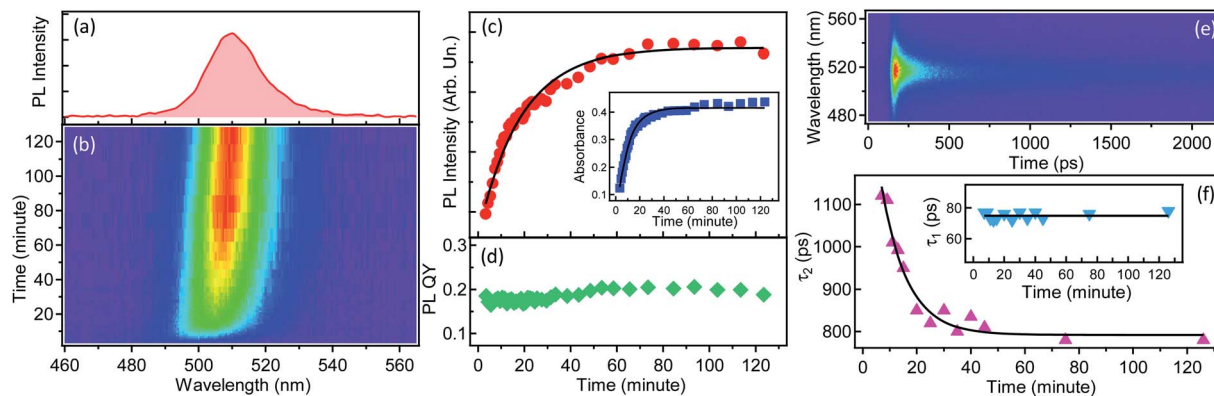 (a)
PL Intensity
(b)
Time (minute)
120
100
80
60
40
20
460 480 500 520 540 560
Wavelength (nm)
(c)
PL Intensity (Arb. Un.)
Absorbance
0.4
0.3
0.2
0.1
0 20 40 60 80 100 120
Time (minute)
(d)
PL QY
0.3
0.2
0.1
0 20 40 60 80 100 120 140
Time (minute)
(e)
Wavelength (nm)
560
520
480
0 500 1000 1500 2000
Time (ps)
(f)
τ2 (ps)
1100
1000
900
800
τ1 (ps)
80
60
0 20 40 60 80 100 120
Time (minute)
0 20 40 60 80 100 120
Time (minute)